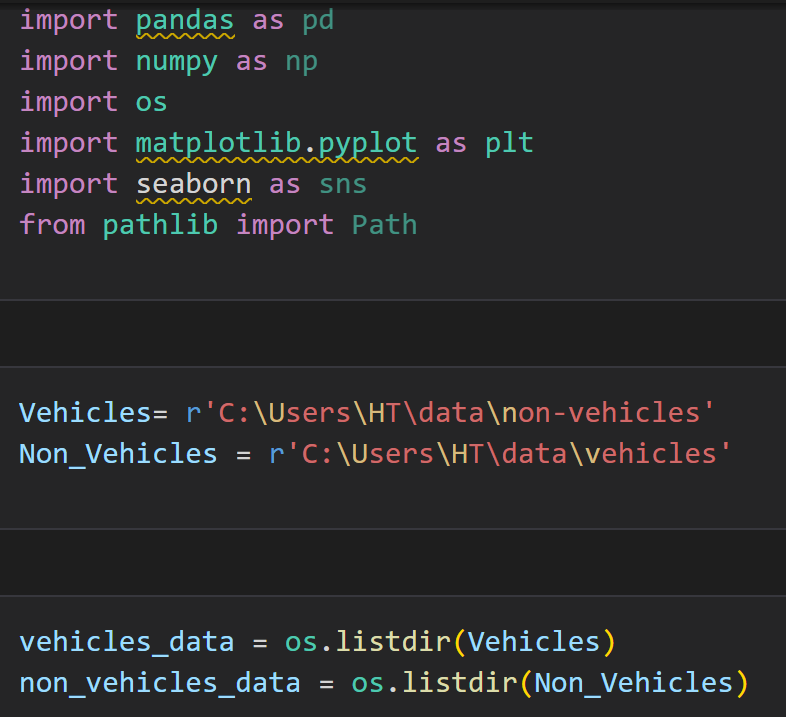 import pandas as pd
import numpy as np
import os
import matplotlib.pyplot as plt
import seaborn as sns
from pathlib import Path
Vehicles= r'C:\Users\HT\data\non-vehicles'
Non_Vehicles = r'C:\Users\HT\data\vehicles'
vehicles_data = os.listdir(Vehicles)
non_vehicles_data = os.listdir(Non_Vehicles)